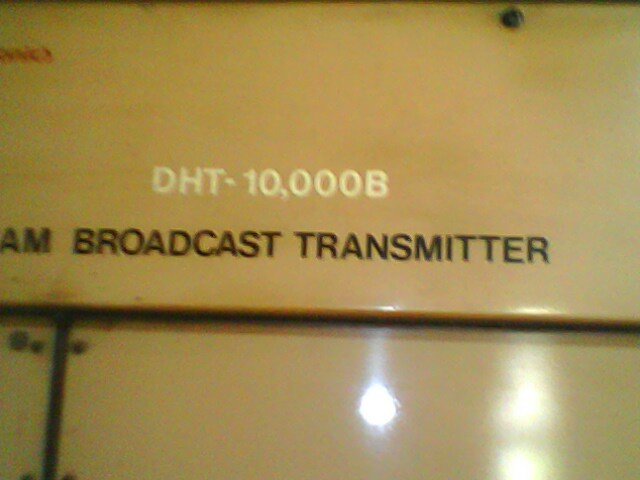 DHT-10,000B
AM BROADCAST TRANSMITTER